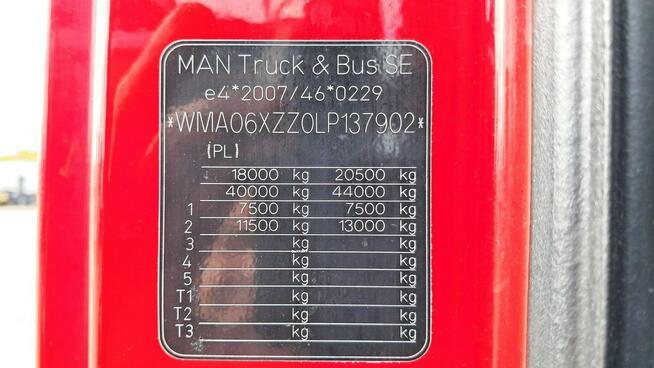 MAN Truck & Bus SE
e4*2007/46*0229
*WMA06XZZ0LP137902*
(PL)
18000 kg 20500 kg
40000 kg 44000 kg
1 7500 kg 7500 kg
2 11500 kg 13000 kg
3 kg kg
4 kg kg
5 kg kg
T1 kg kg
T2 kg kg
T3 kg kg